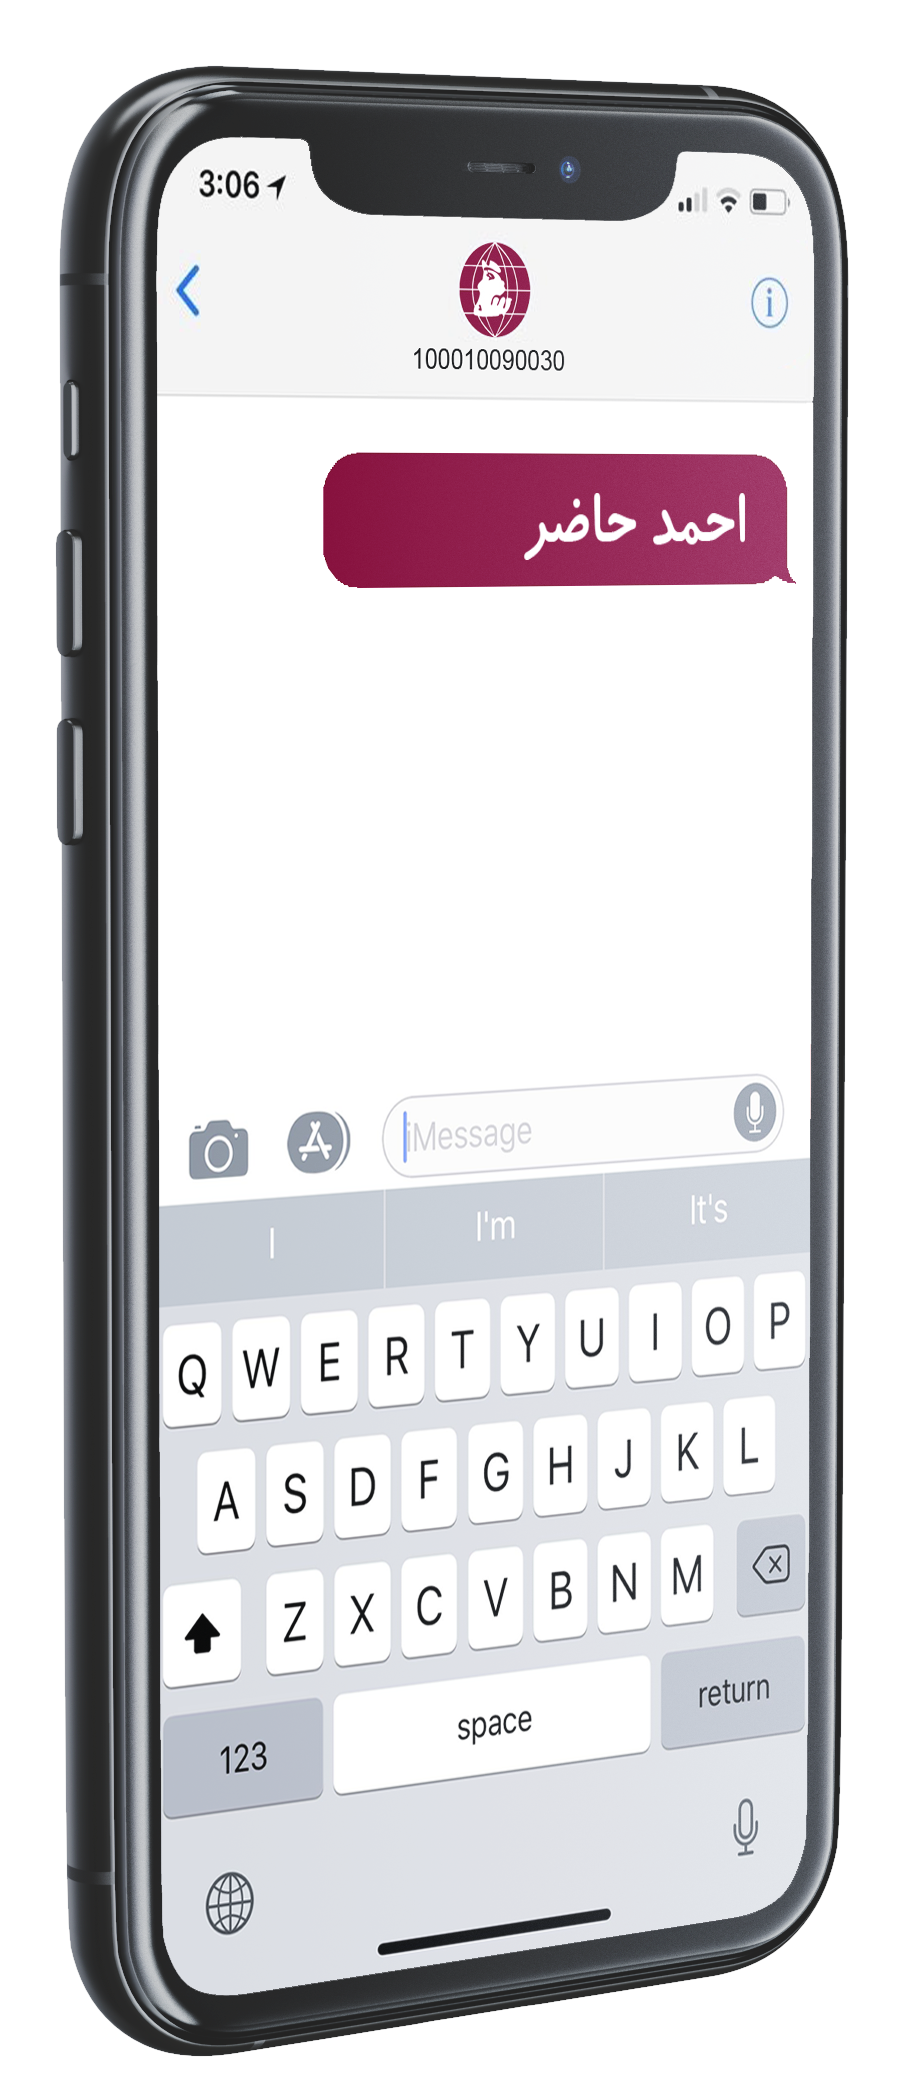 3:06
100010090030
احمد حاضر
iMessage
I I'm It's
Q W E R T Y U I O P
A S D F G H J K L
Z X C V B N M
123 space return